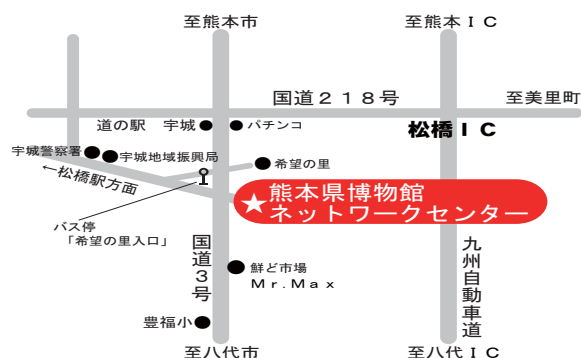 至熊本市
至熊本ＩＣ
国道２１８号
至美里町
道の駅　宇城
パチンコ
松橋ＩＣ
宇城警察署
宇城地域振興局
希望の里
←松橋駅方面
熊本県博物館
ネットワークセンター
バス停
「希望の里入口」
国道３号
九州自動車道
鮮ど市場
Ｍｒ.Ｍａｘ
豊福小
至八代市
至八代ＩＣ